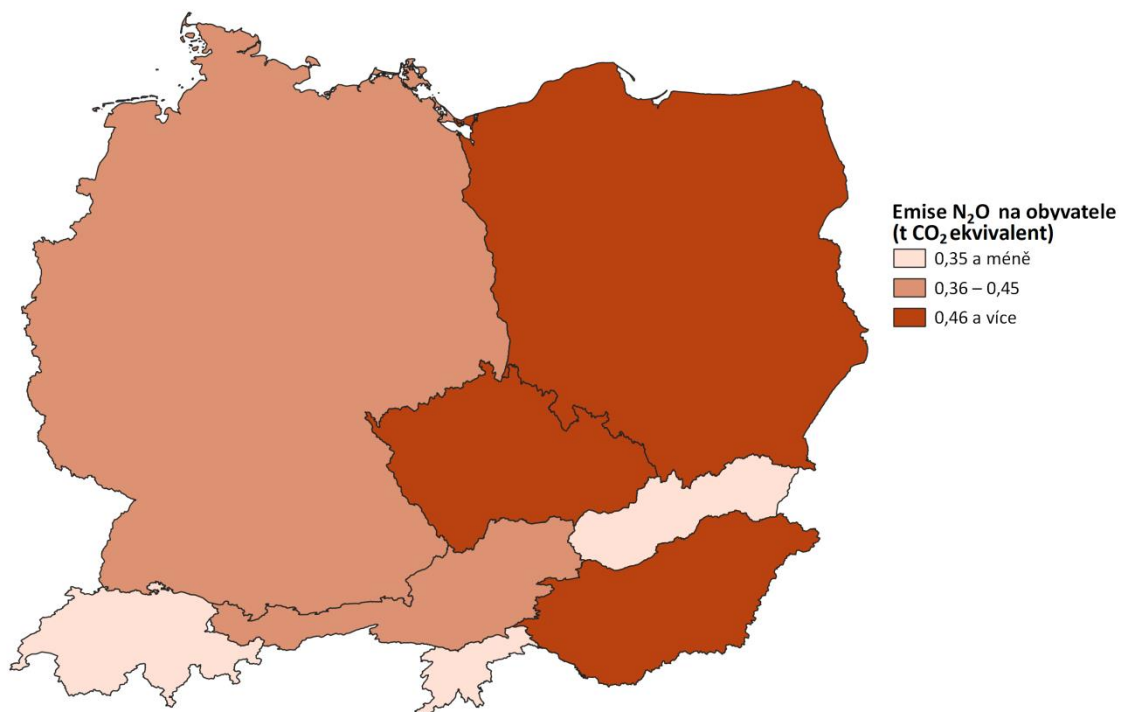 Emise N₂O na obyvatele
(t CO₂ ekvivalent)
0,35 a méně
0,36 – 0,45
0,46 a více